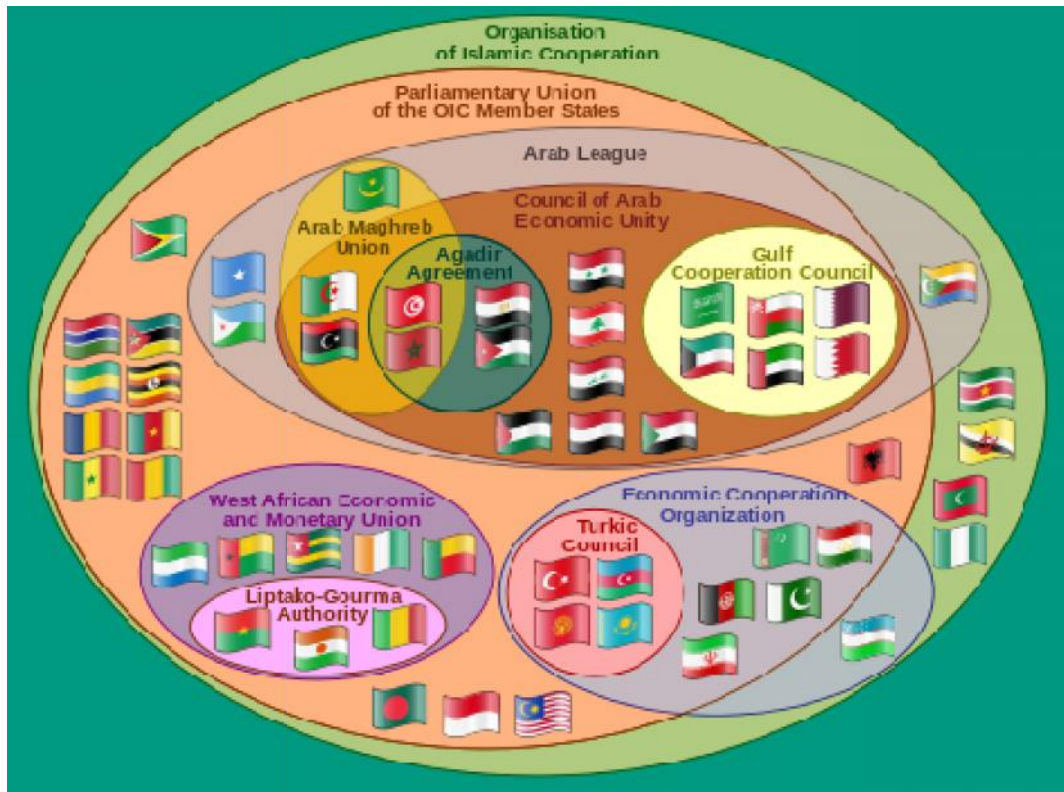 Organisation
of Islamic Cooperation
Parliamentary Union
of the OIC Member States
Arab League
Council of Arab
Economic Unity
Arab Maghreb
Union
Agadir
Agreement
Gulf
Cooperation Council
West African Economic
and Monetary Union
Liptako-Gourma
Authority
Economic Cooperation
Organization
Turkic
Council